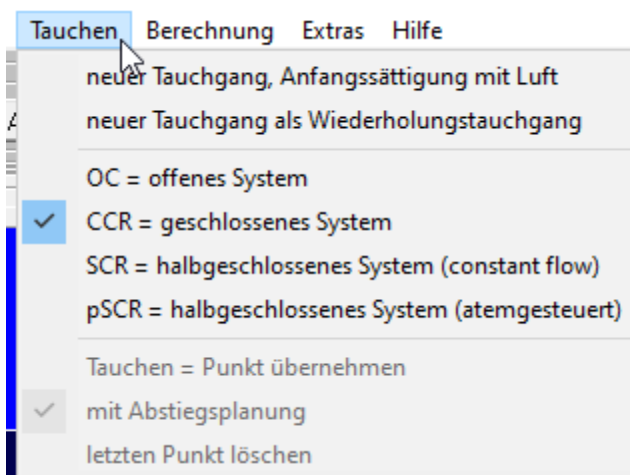 Tauchen Berechnung Extras Hilfe
neuer Tauchgang, Anfangssättigung mit Luft
neuer Tauchgang als Wiederholungstauchgang
OC = offenes System
CCR = geschlossenes System
SCR = halbgeschlossenes System (constant flow)
pSCR = halbgeschlossenes System (atemgesteuert)
Tauchen = Punkt übernehmen
mit Abstiegsplanung
letzten Punkt löschen